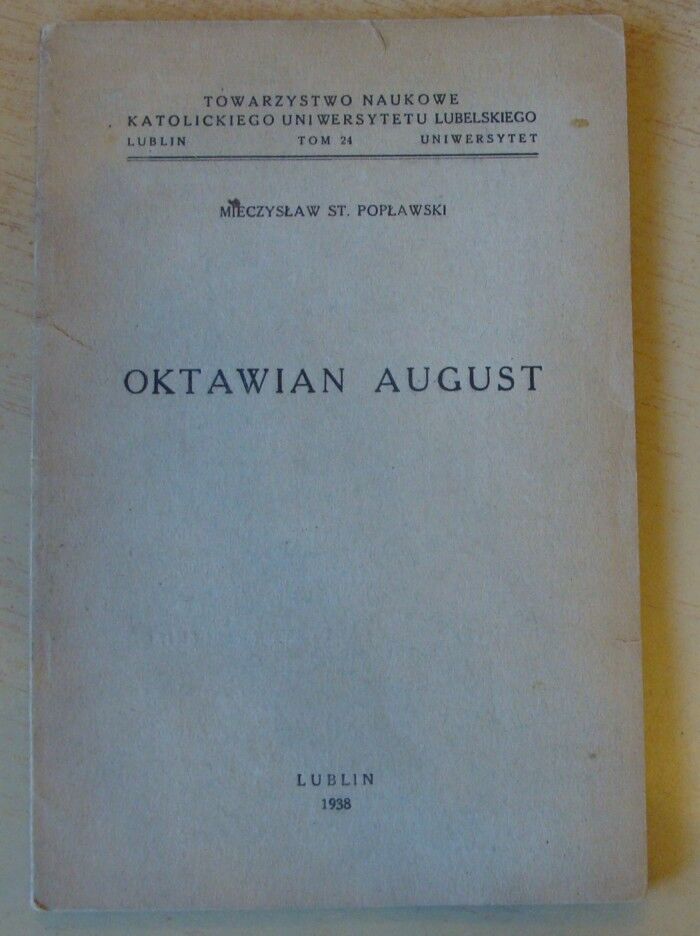 TOWARZYSTWO NAUKOWE
KATOLICKIEGO UNIWERSYTETU LUBELSKIEGO
LUBLIN TOM 24 UNIWERSYTET
MIECZYSŁAW ST. POPŁAWSKI
OKTAWIAN AUGUST
LUBLIN
1938